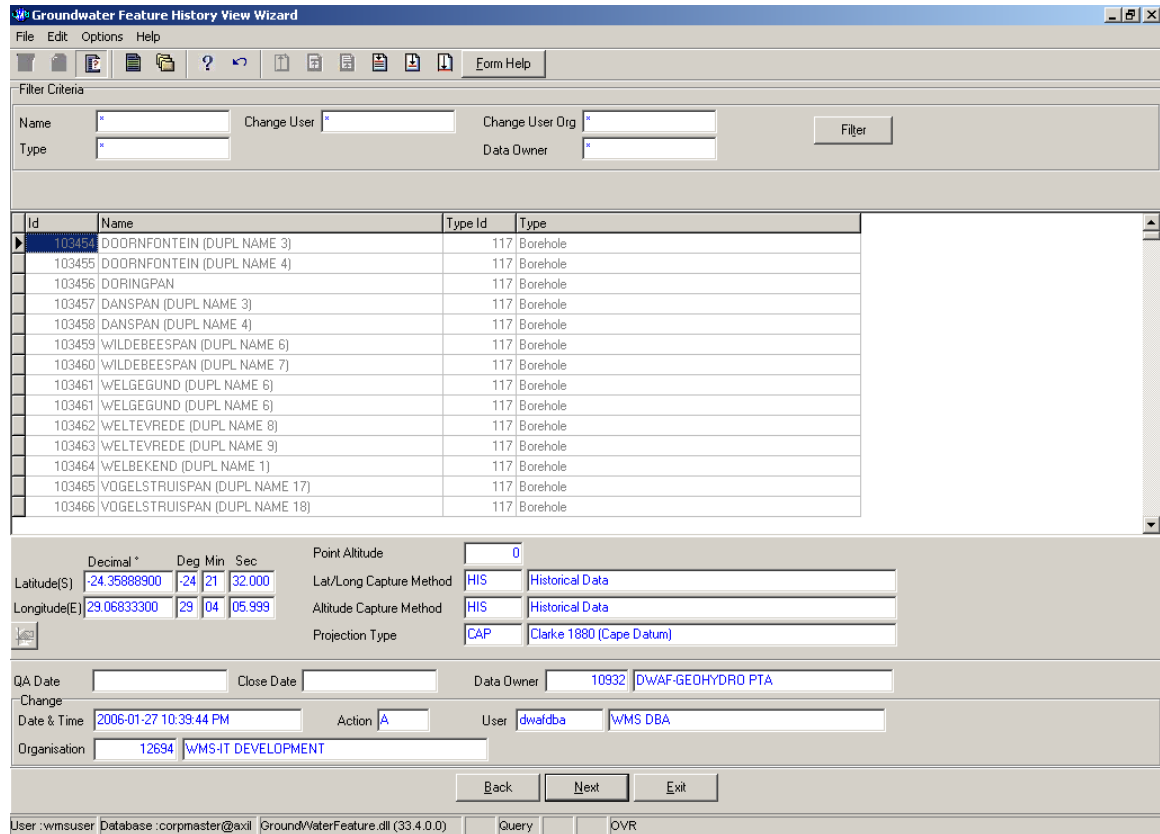 Groundwater Feature History View Wizard
File Edit Options Help
Form Help
Filter Criteria
Name * Change User * Change User Org * Filter
Type * Data Owner *
Id Name Type Id Type
103454 DOORNFONTEIN (DUPL NAME 3) 117 Borehole
103455 DOORNFONTEIN (DUPL NAME 4) 117 Borehole
103456 DORINGPAN 117 Borehole
103457 DANSPAN (DUPL NAME 3) 117 Borehole
103458 DANSPAN (DUPL NAME 4) 117 Borehole
103459 WILDEBEESPAN (DUPL NAME 6) 117 Borehole
103460 WILDEBEESPAN (DUPL NAME 7) 117 Borehole
103461 WELGEGUND (DUPL NAME 6) 117 Borehole
103461 WELGEGUND (DUPL NAME 6) 117 Borehole
103462 WELTEVREDE (DUPL NAME 8) 117 Borehole
103463 WELTEVREDE (DUPL NAME 9) 117 Borehole
103464 WELBEKEND (DUPL NAME 1) 117 Borehole
103465 VOGELSTRUISPAN (DUPL NAME 17) 117 Borehole
103466 VOGELSTRUISPAN (DUPL NAME 18) 117 Borehole
Decimal ° Deg Min Sec Point Altitude 0
Latitude(S) -24.35888900 -24 21 32.000 Lat/Long Capture Method HIS Historical Data
Longitude(E) 29.06833300 29 04 05.999 Altitude Capture Method HIS Historical Data
Projection Type CAP Clarke 1880 (Cape Datum)
QA Date Close Date Data Owner 10932 DWAF-GEOHYDRO PTA
Change
Date & Time 2006-01-27 10:39:44 PM Action A User dwafdba WMS DBA
Organisation 12694 WMS-IT DEVELOPMENT
Back Next Exit
User :wmsuser Database :corpmaster@axil GroundWaterFeature.dll (33.4.0.0) Query OVR